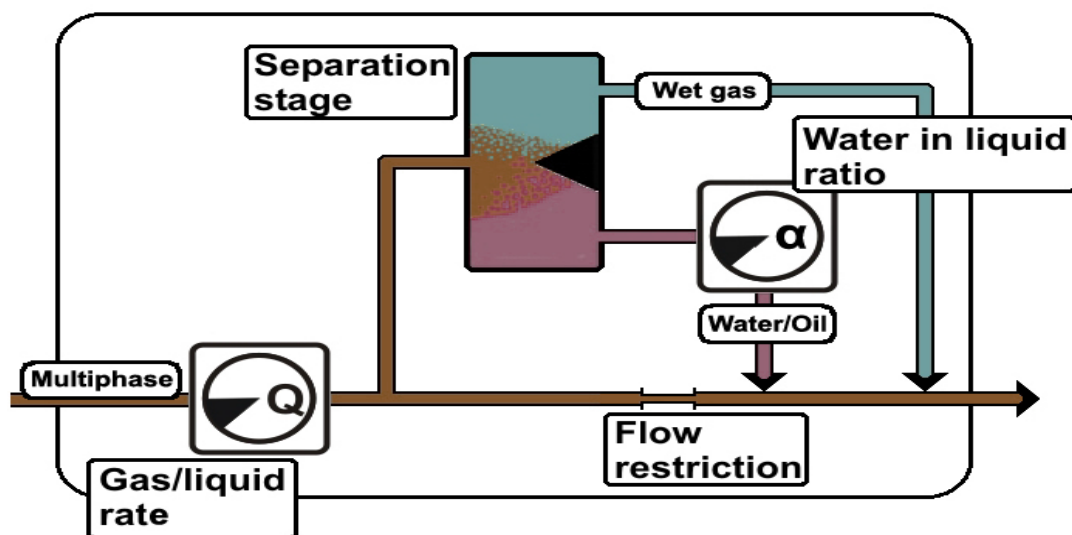 Separation
stage
Wet gas
Water in liquid
ratio
α
Water/Oil
Multiphase
Q
Flow
restriction
Gas/liquid
rate